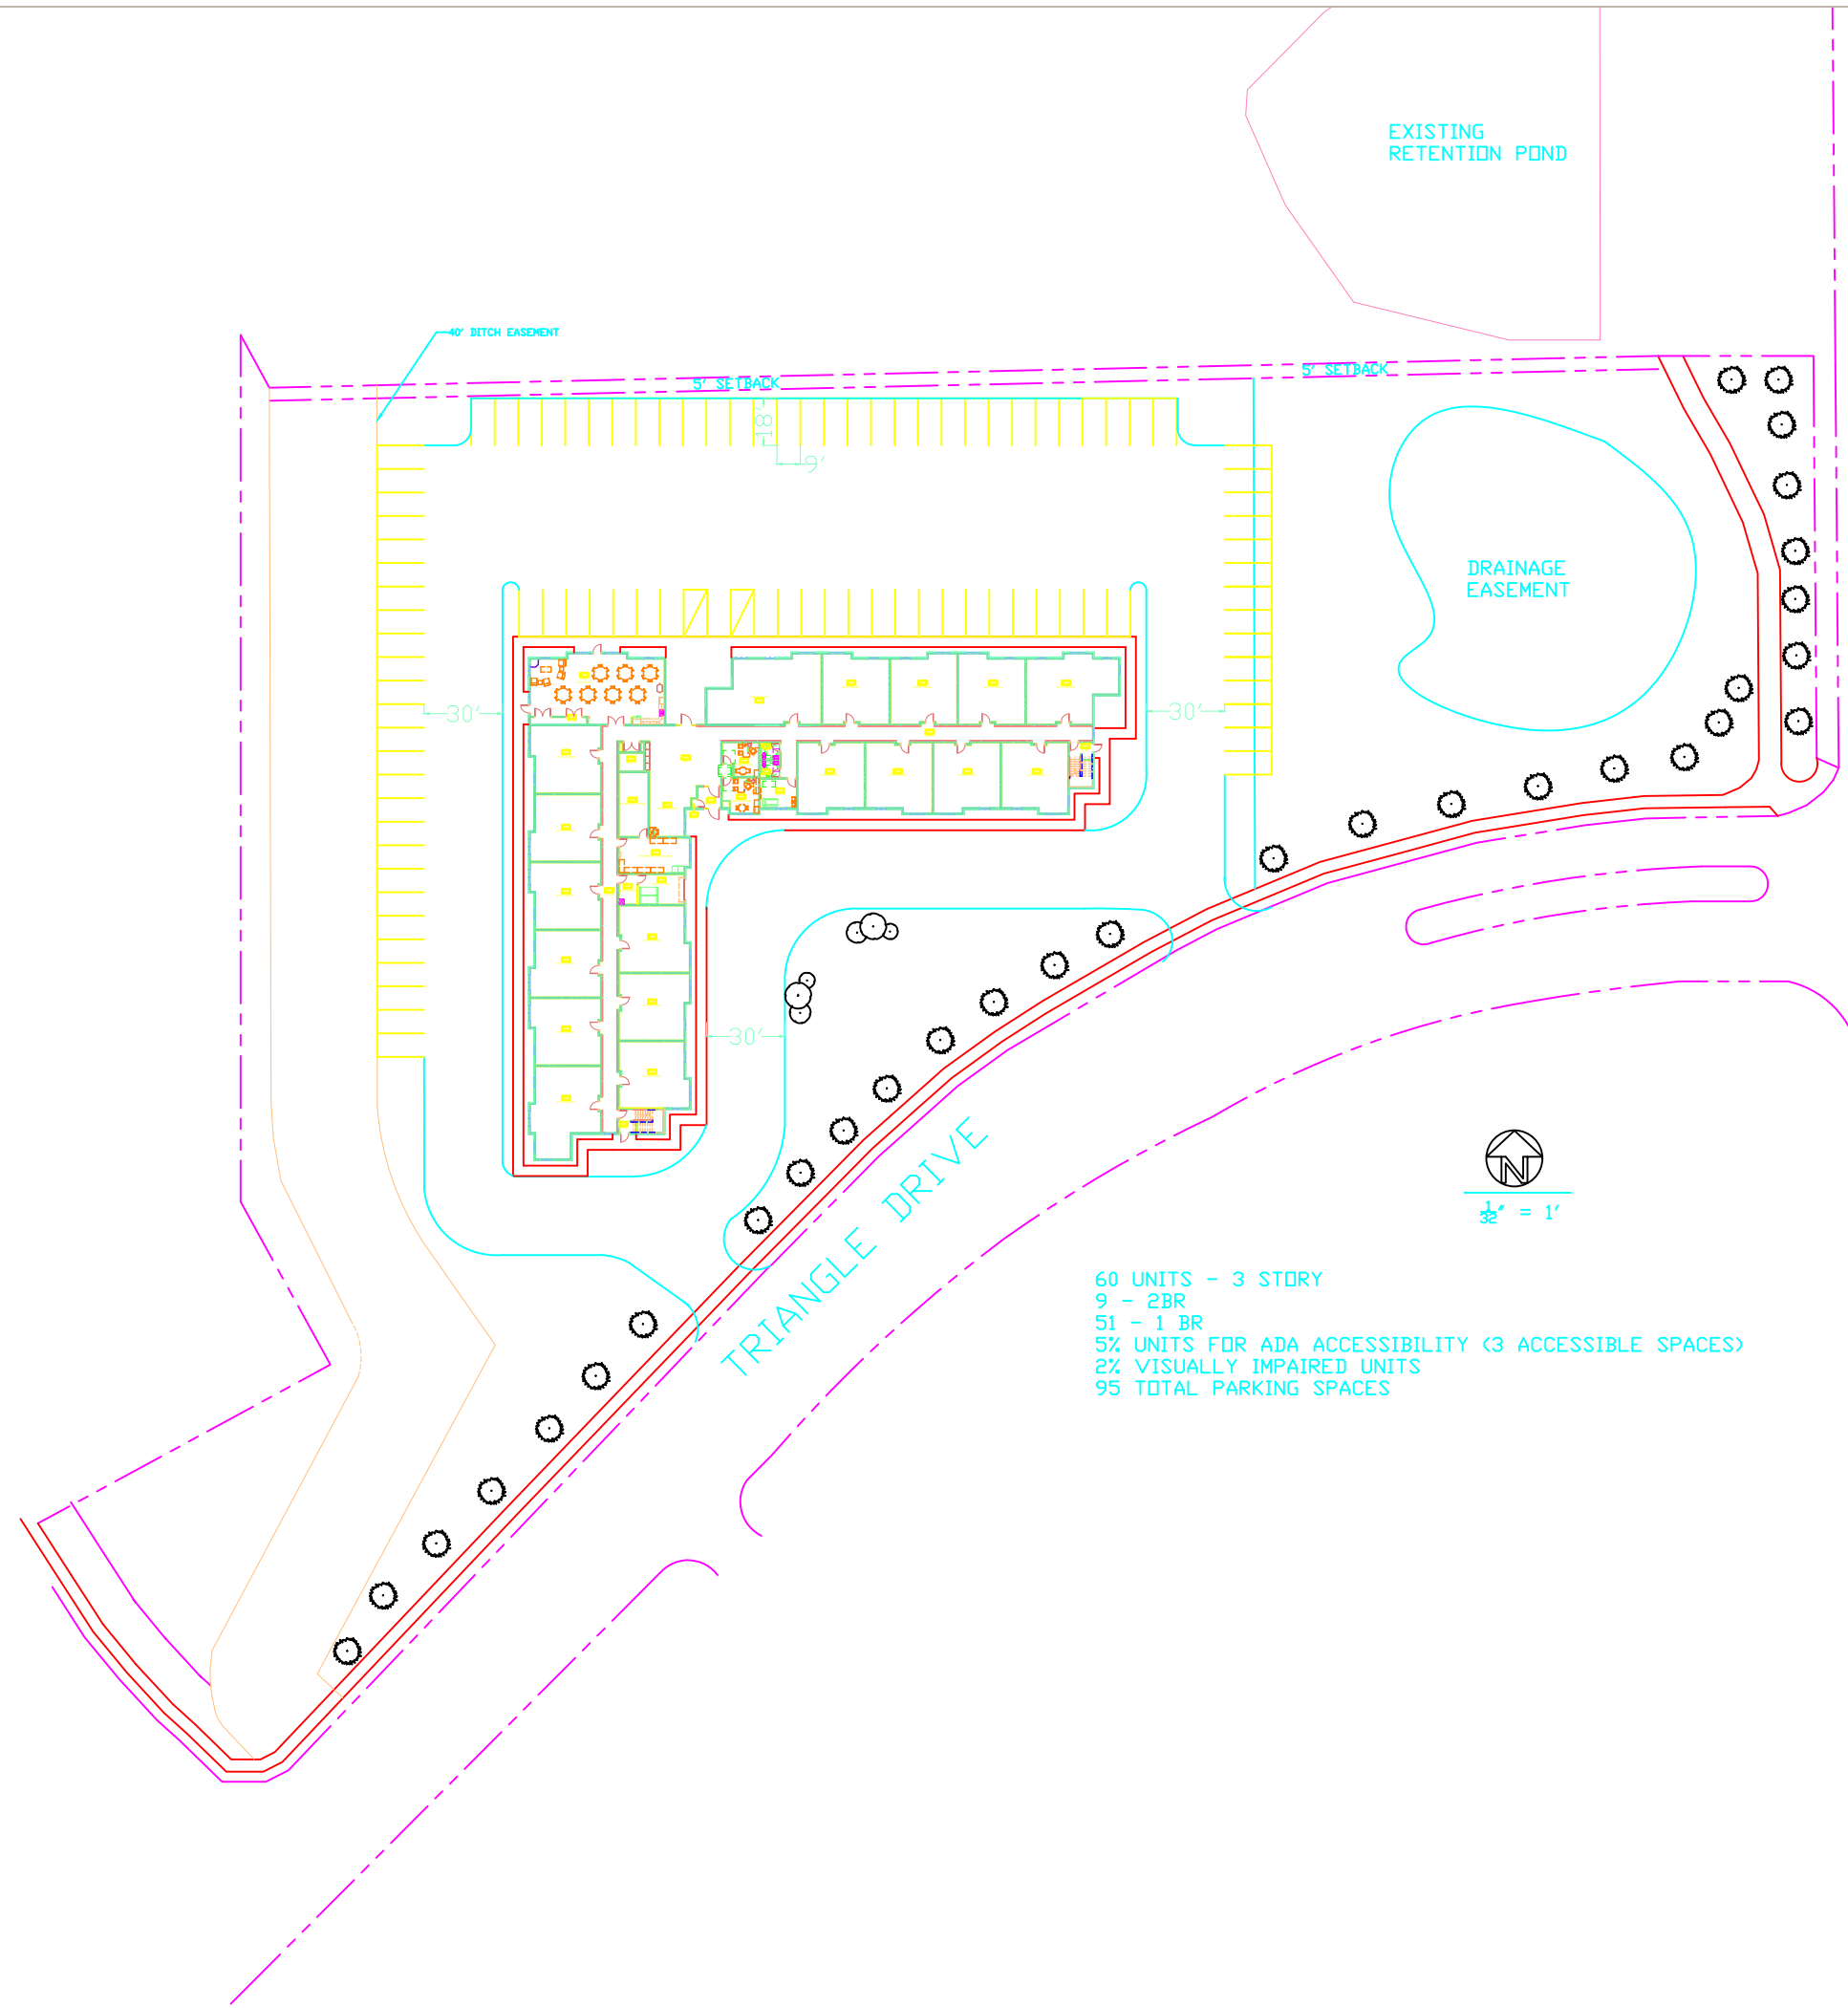 EXISTING
RETENTION POND
40' DITCH EASEMENT
5' SETBACK
5' SETBACK
18'
9'
DRAINAGE
EASEMENT
30'
30'
30'
TRIANGLE DRIVE
N
1/32" = 1'
60 UNITS - 3 STORY
9 - 2BR
51 - 1 BR
5% UNITS FOR ADA ACCESSIBILITY (3 ACCESSIBLE SPACES)
2% VISUALLY IMPAIRED UNITS
95 TOTAL PARKING SPACES